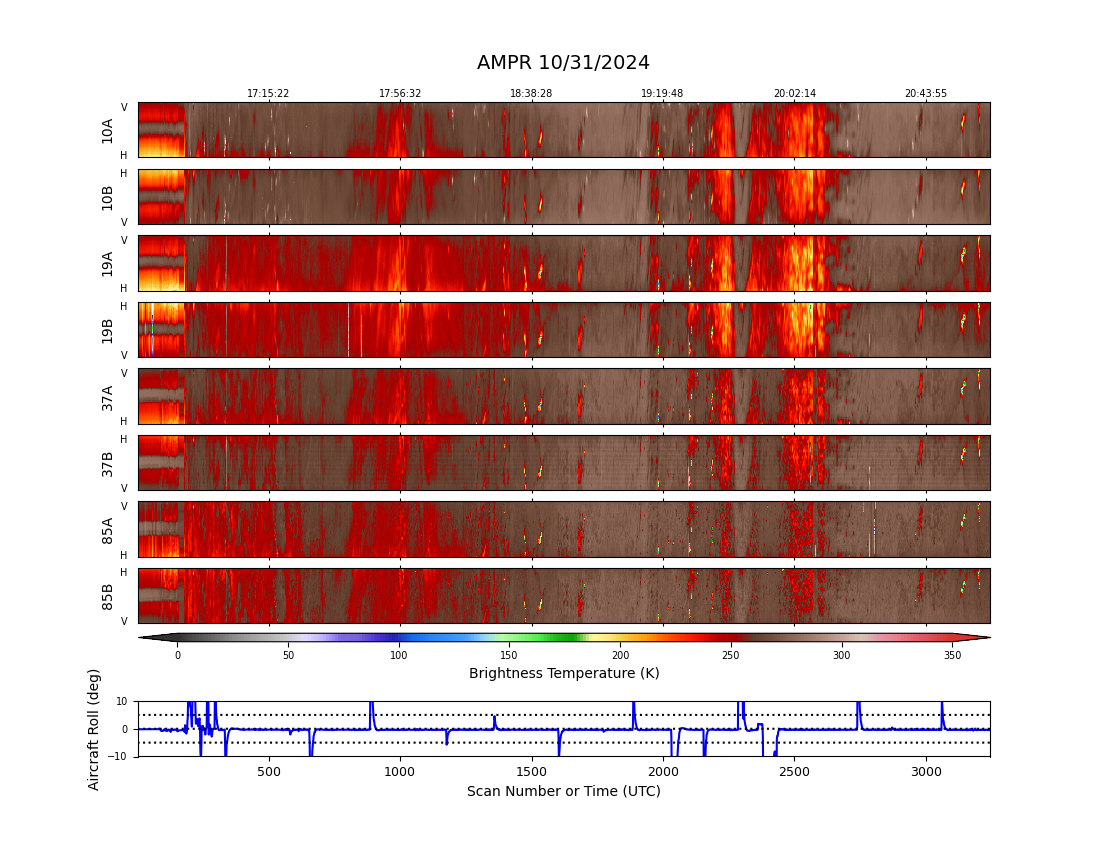 AMPR 10/31/2024
17:15:22 17:56:32 18:38:28 19:19:48 20:02:14 20:43:55
10A V H
10B H V
19A V H
19B H V
37A V H
37B H V
85A V H
85B H V
0 50 100 150 200 250 300 350
Brightness Temperature (K)
Aircraft Roll (deg)
10
0
−10
500 1000 1500 2000 2500 3000
Scan Number or Time (UTC)